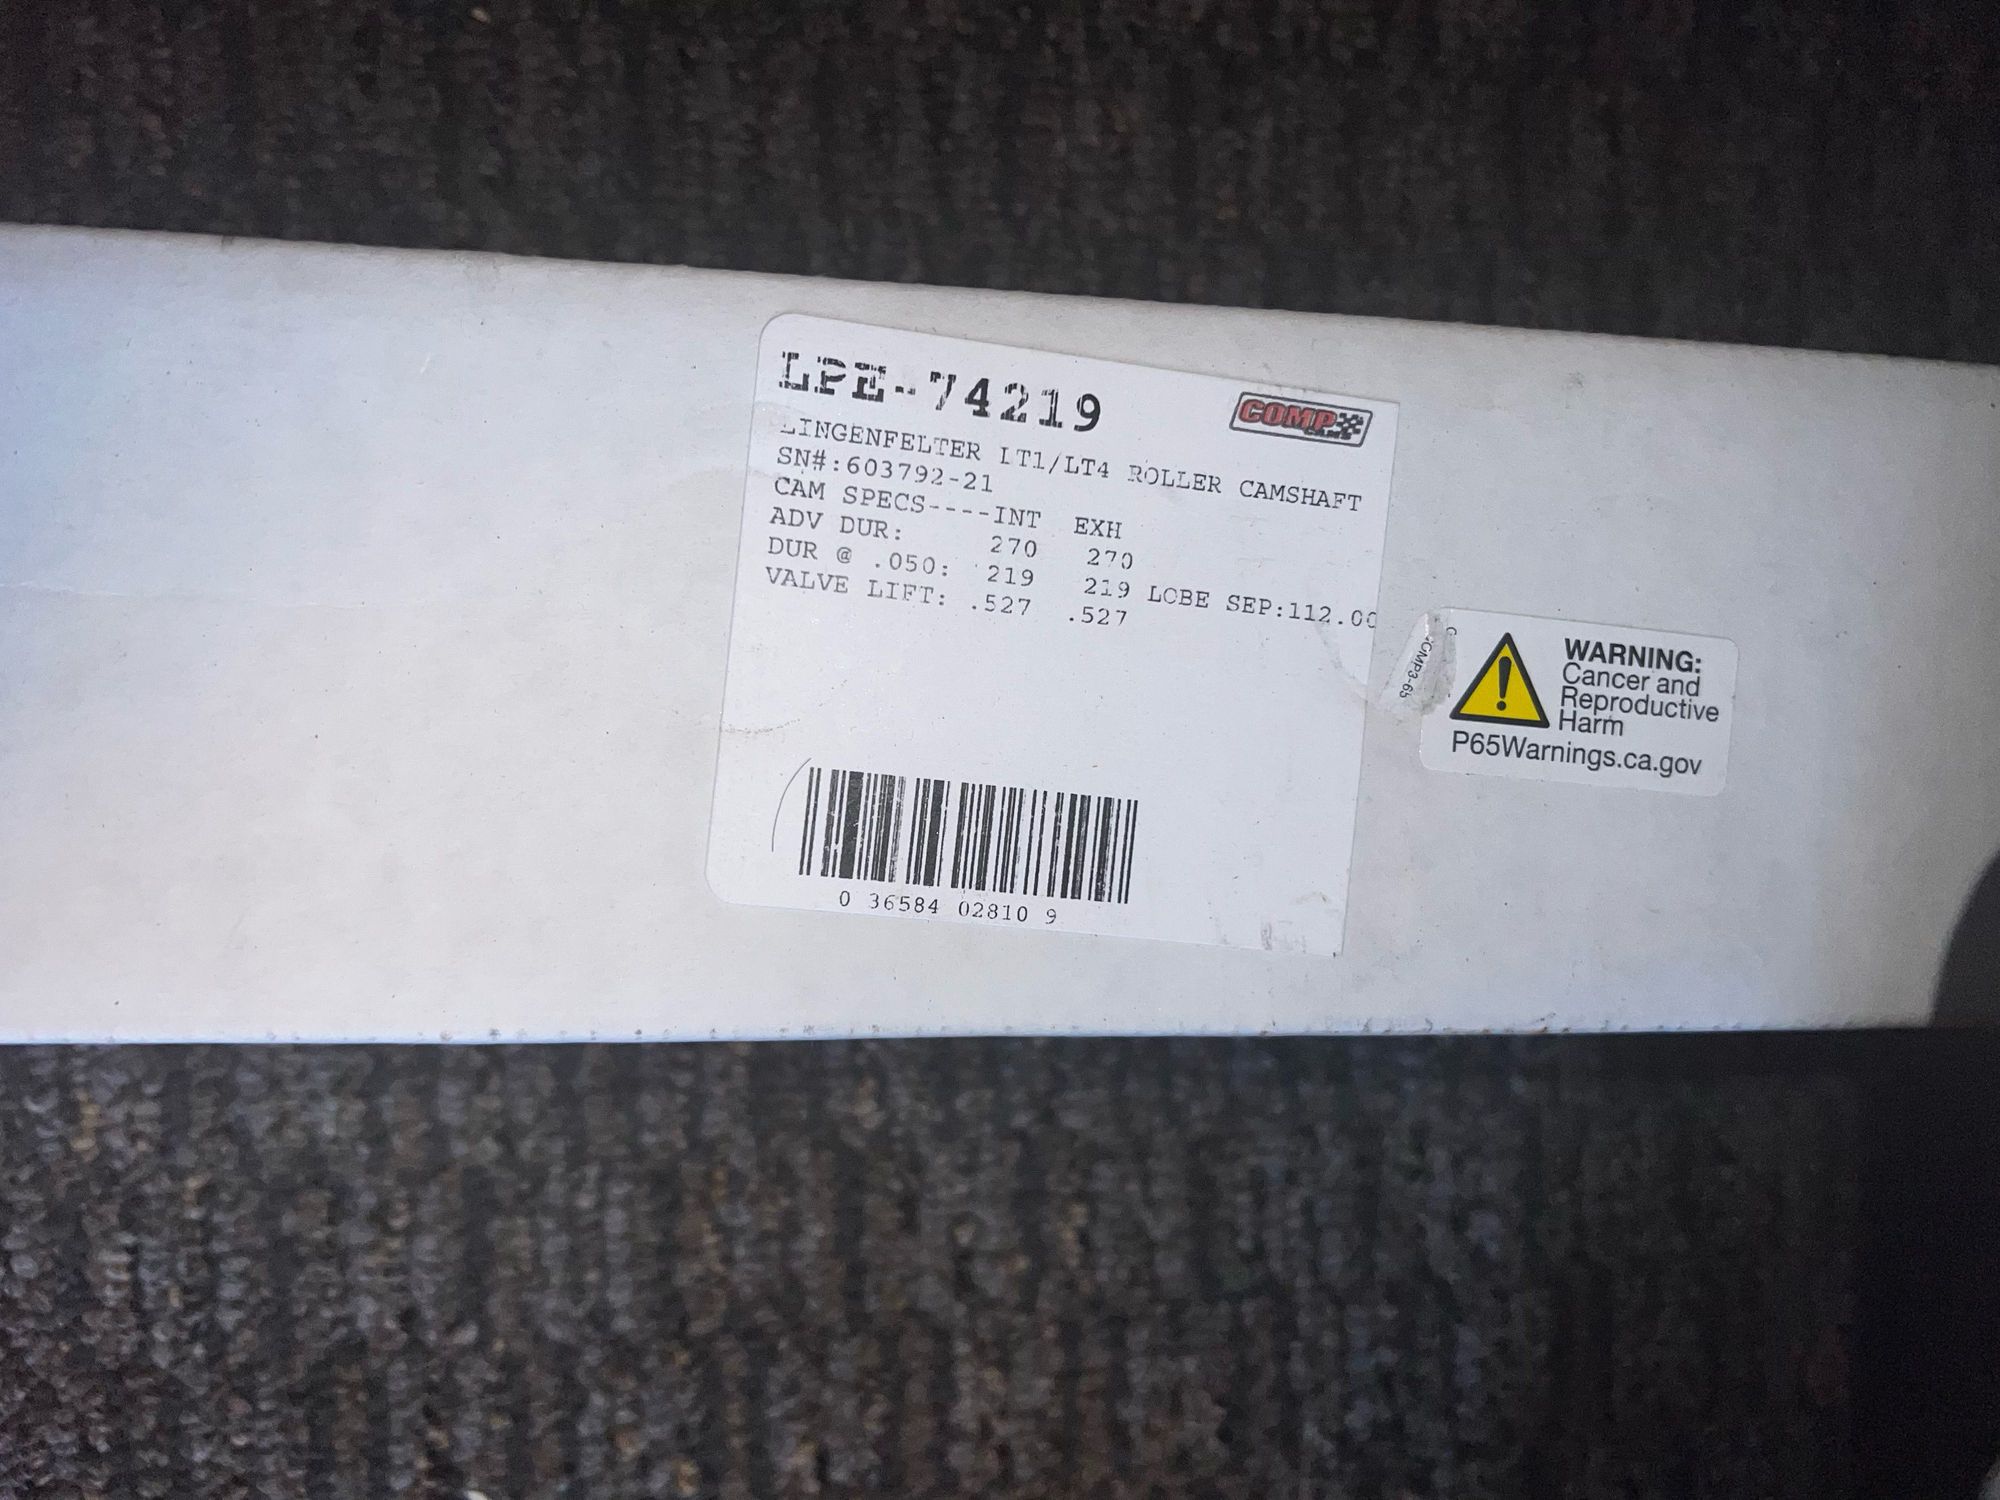 LPE-74219
COMP
CAMS
LINGENFELTER LT1/LT4 ROLLER CAMSHAFT
SN#:603792-21
CAM SPECS----INT EXH
ADV DUR: 270 270
DUR @ .050: 219 219 LOBE SEP:112.00
VALVE LIFT: .527 .527
0 36584 02810 9
WARNING:
Cancer and
Reproductive
Harm
P65Warnings.ca.gov